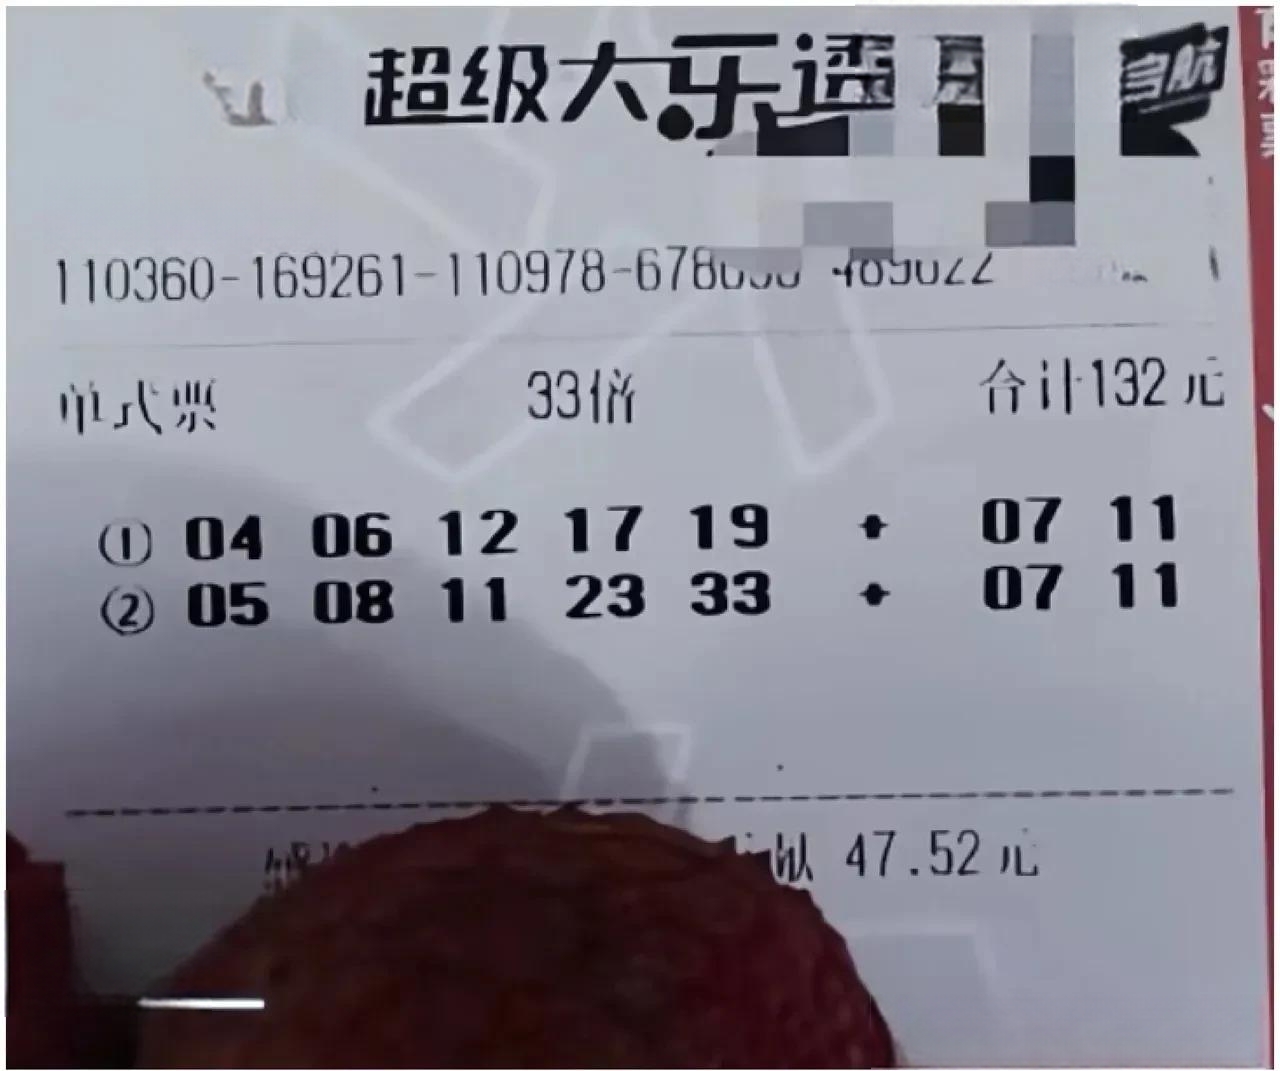 超级大乐透
110360-169261-110978-678
单式票 33倍 合计132元
① 04 06 12 17 19 + 07 11
② 05 08 11 23 33 + 07 11
47.52元